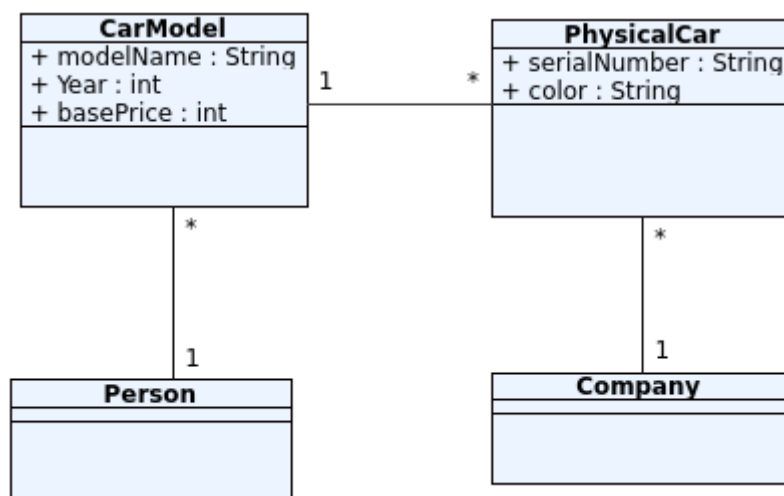 CarModel
+ modelName : String
+ Year : int
+ basePrice : int
PhysicalCar
+ serialNumber : String
+ color : String
1
*
*
1
*
1
Person
Company